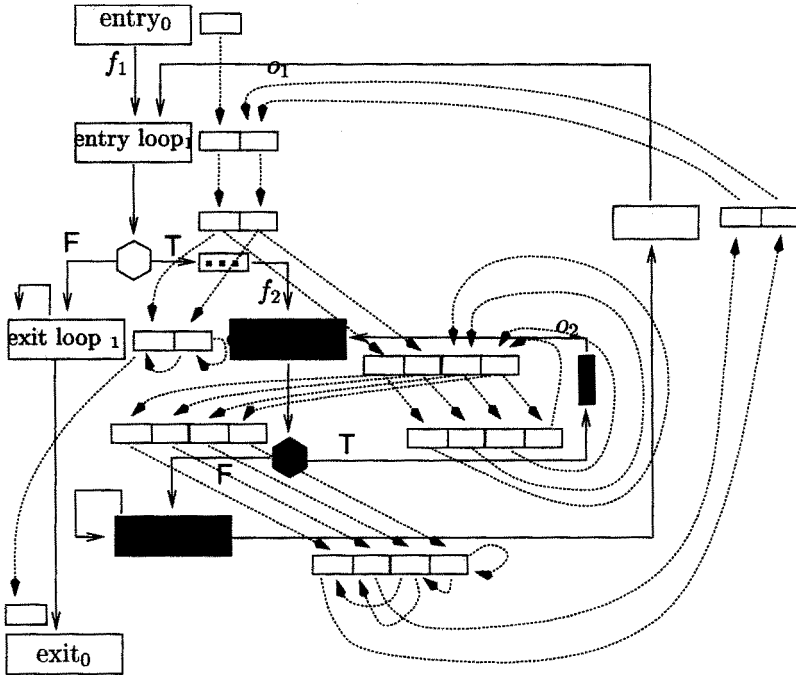 entry₀
f₁
o₁
entry loop₁
F
T
f₂
exit loop ₁
o₂
T
F
exit₀